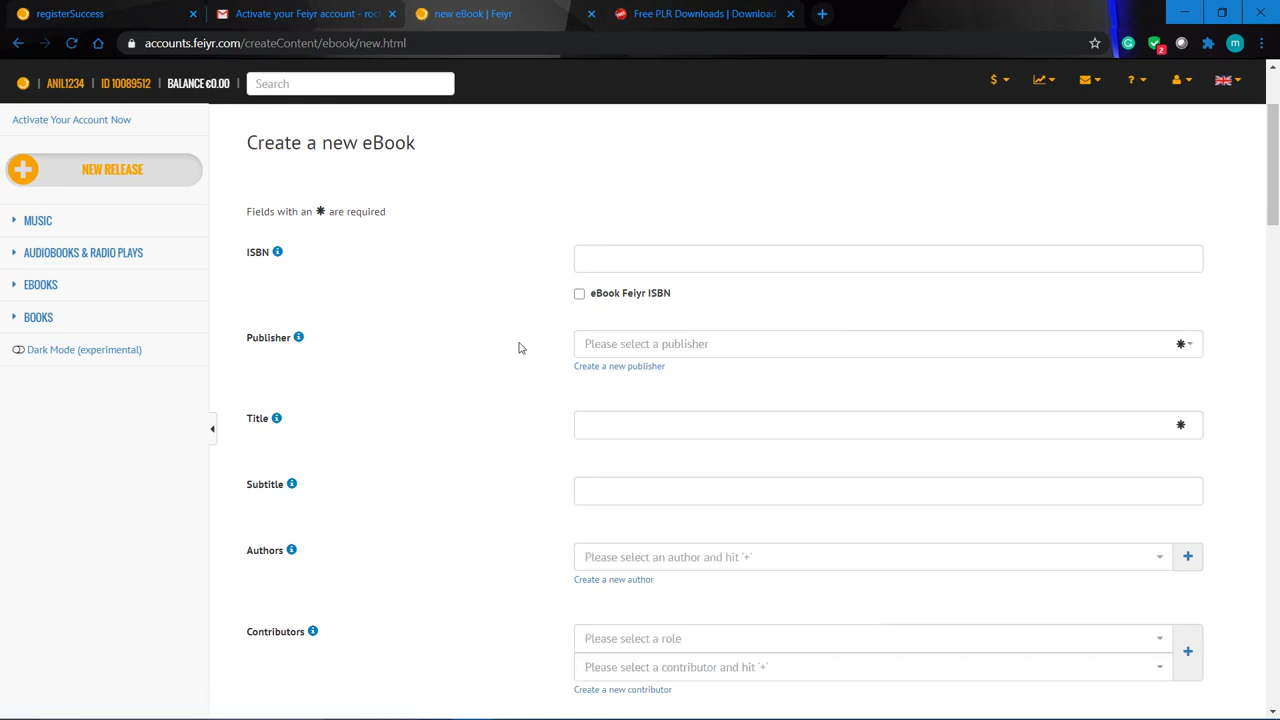 registerSuccess
Activate your Feiyr account - roc
new eBook | Feiyr
Free PLR Downloads | Download
accounts.feiyr.com/createContent/ebook/new.html
2
m
ANIL1234 | ID 10089512 | BALANCE €0.00 |
Search
Activate Your Account Now
NEW RELEASE
MUSIC
AUDIOBOOKS & RADIO PLAYS
EBOOKS
BOOKS
Dark Mode (experimental)
Create a new eBook
Fields with an * are required
ISBN
eBook Feiyr ISBN
Publisher
Please select a publisher
Create a new publisher
Title
Subtitle
Authors
Please select an author and hit '+'
Create a new author
Contributors
Please select a role
Please select a contributor and hit '+'
Create a new contributor